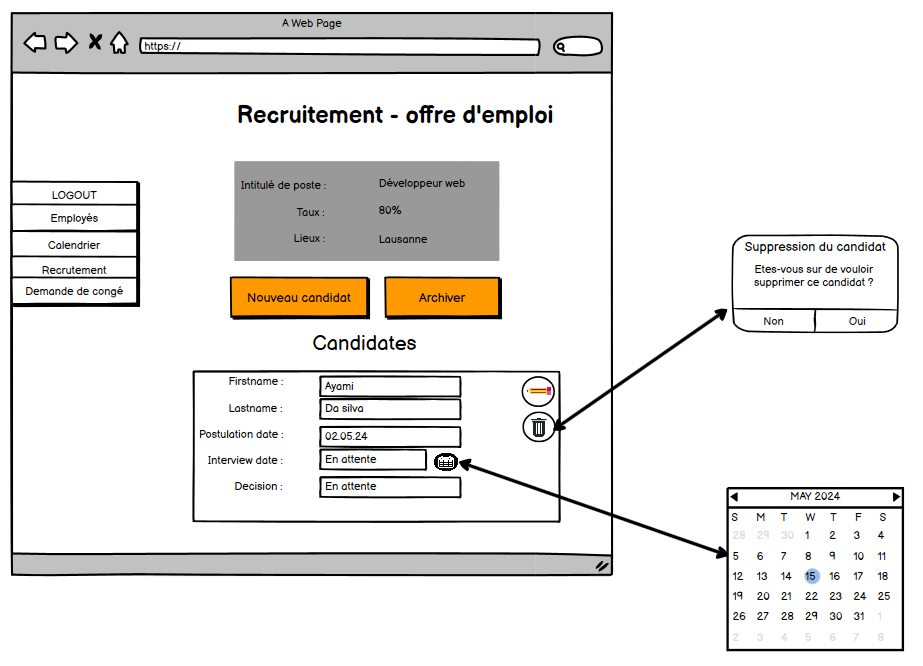 A Web Page
https://
Recruitement - offre d'emploi
LOGOUT
Employés
Calendrier
Recrutement
Demande de congé
Intitulé de poste : Développeur web
Taux : 80%
Lieux : Lausanne
Nouveau candidat
Archiver
Candidates
Firstname : Ayami
Lastname : Da silva
Postulation date : 02.05.24
Interview date : En attente
Decision : En attente
Suppression du candidat
Etes-vous sur de vouloir
supprimer ce candidat ?
Non Oui
MAY 2024
S M T W T F S
28 29 30 1 2 3 4
5 6 7 8 9 10 11
12 13 14 15 16 17 18
19 20 21 22 23 24 25
26 27 28 29 30 31 1
2 3 4 5 6 7 8